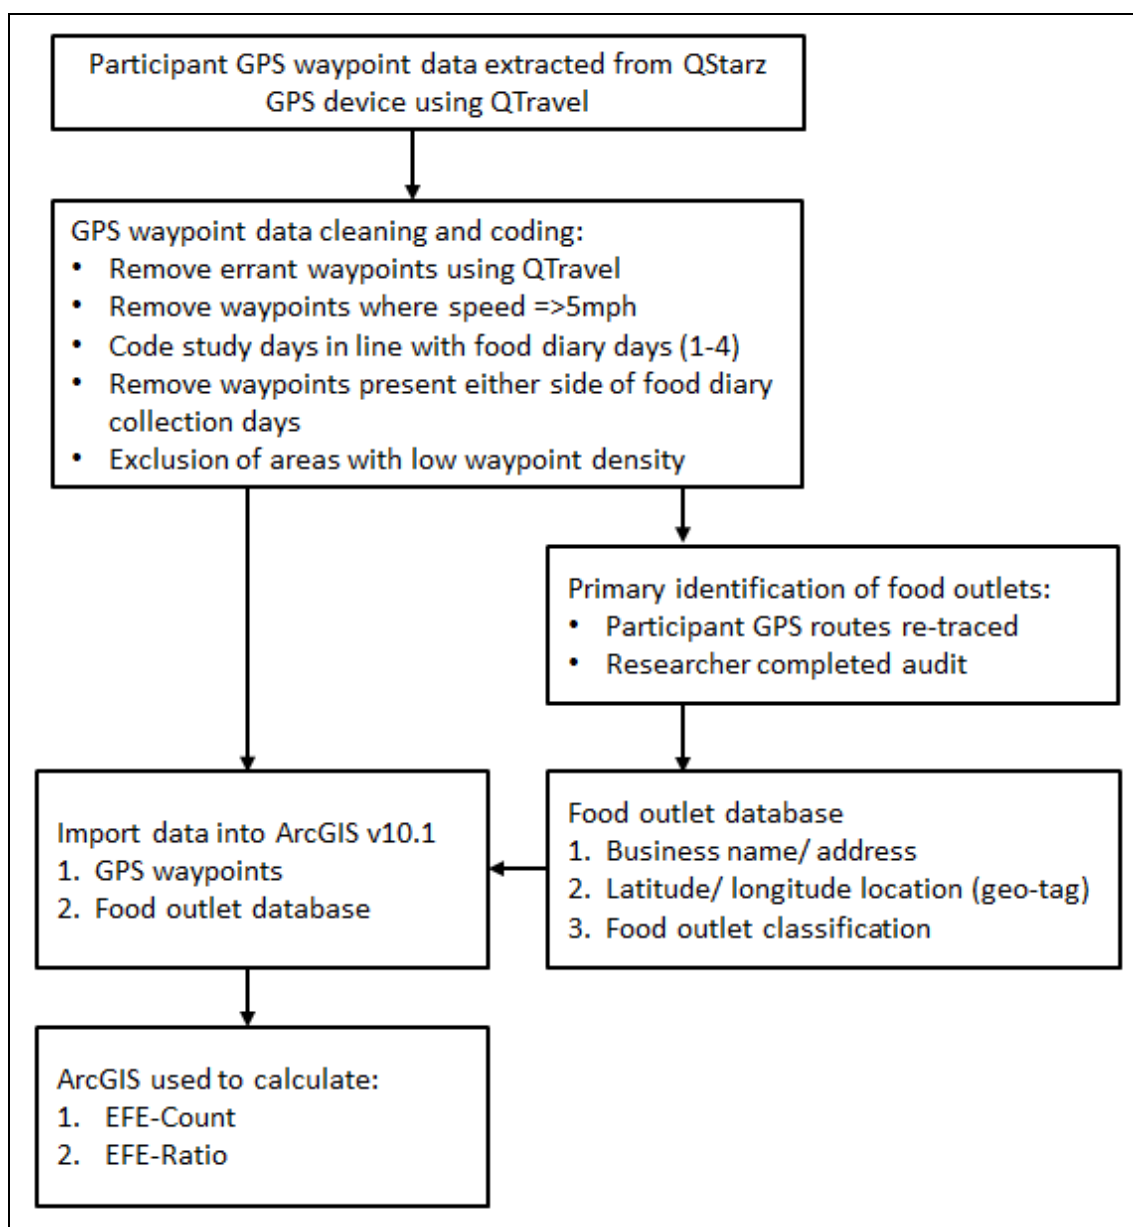 Participant GPS waypoint data extracted from QStarz
GPS device using QTravel
GPS waypoint data cleaning and coding:
• Remove errant waypoints using QTravel
• Remove waypoints where speed =>5mph
• Code study days in line with food diary days (1-4)
• Remove waypoints present either side of food diary
collection days
• Exclusion of areas with low waypoint density
Primary identification of food outlets:
• Participant GPS routes re-traced
• Researcher completed audit
Food outlet database
1. Business name/ address
2. Latitude/ longitude location (geo-tag)
3. Food outlet classification
Import data into ArcGIS v10.1
1. GPS waypoints
2. Food outlet database
ArcGIS used to calculate:
1. EFE-Count
2. EFE-Ratio